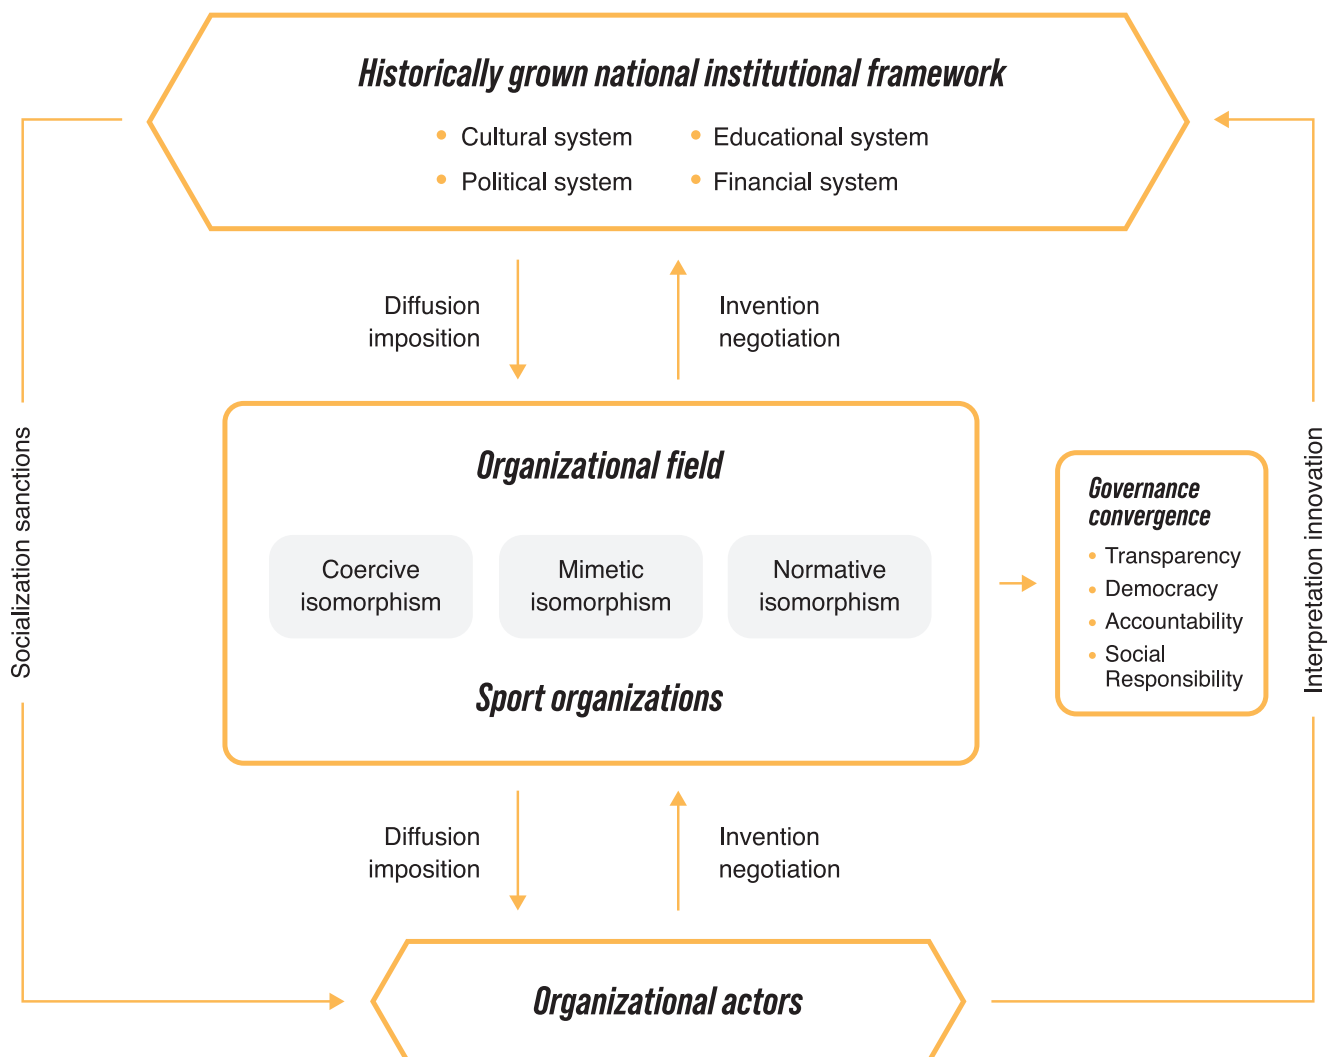 Historically grown national institutional framework
• Cultural system
• Educational system
• Political system
• Financial system
Diffusion
imposition
Invention
negotiation
Socialization sanctions
Organizational field
Coercive
isomorphism
Mimetic
isomorphism
Normative
isomorphism
Sport organizations
Governance
convergence
• Transparency
• Democracy
• Accountability
• Social
Responsibility
Interpretation innovation
Diffusion
imposition
Invention
negotiation
Organizational actors